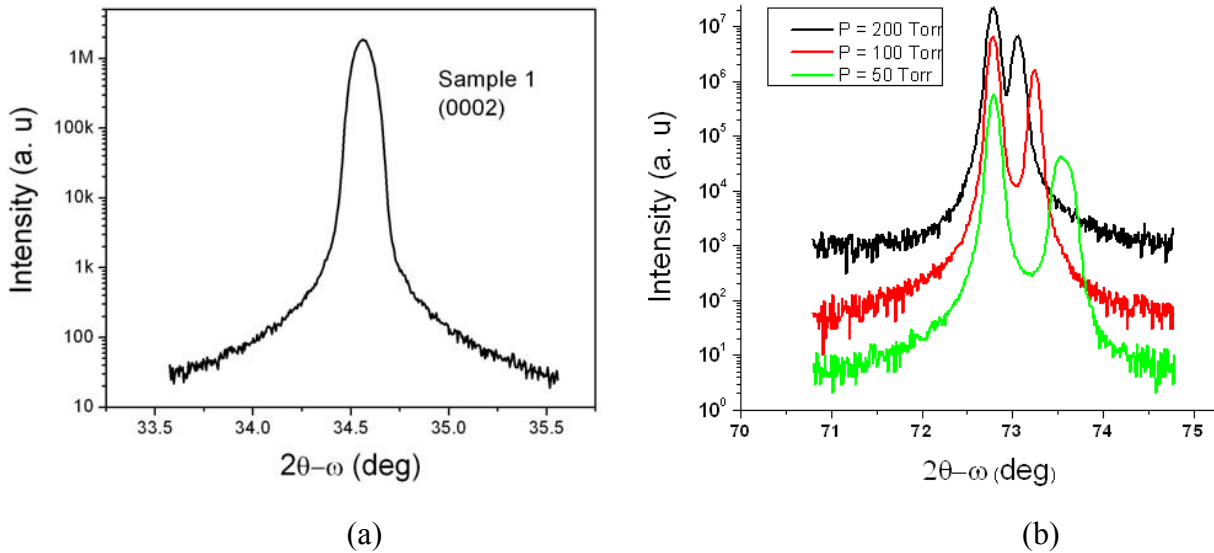 1M
100k
10k
1k
100
10
Intensity (a. u)
Sample 1
(0002)
33.5 34.0 34.5 35.0 35.5
2θ−ω (deg)
(a)
10⁷
10⁶
10⁵
10⁴
10³
10²
10¹
10⁰
Intensity (a. u)
P = 200 Torr
P = 100 Torr
P = 50 Torr
70 71 72 73 74 75
2θ−ω (deg)
(b)